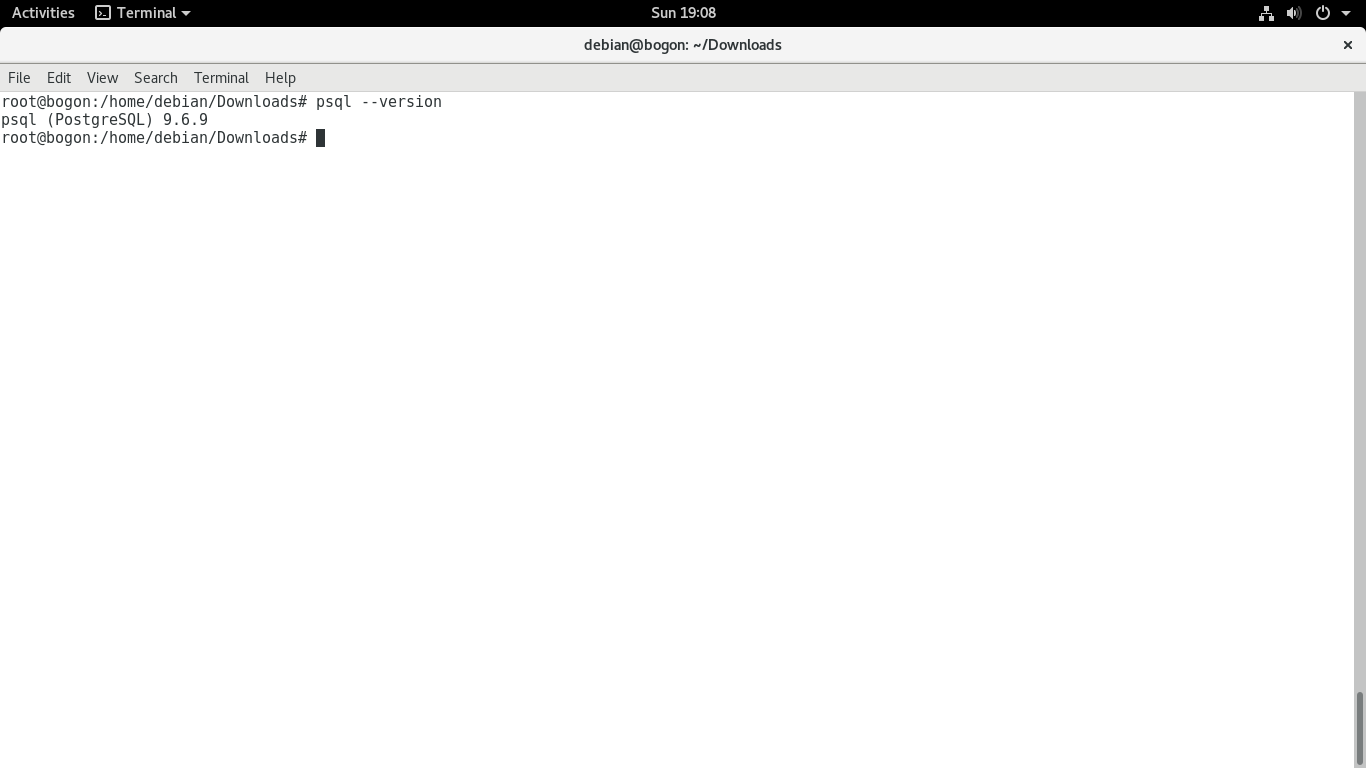 Activities Terminal Sun 19:08
debian@bogon: ~/Downloads
File Edit View Search Terminal Help
root@bogon:/home/debian/Downloads# psql --version
psql (PostgreSQL) 9.6.9
root@bogon:/home/debian/Downloads#